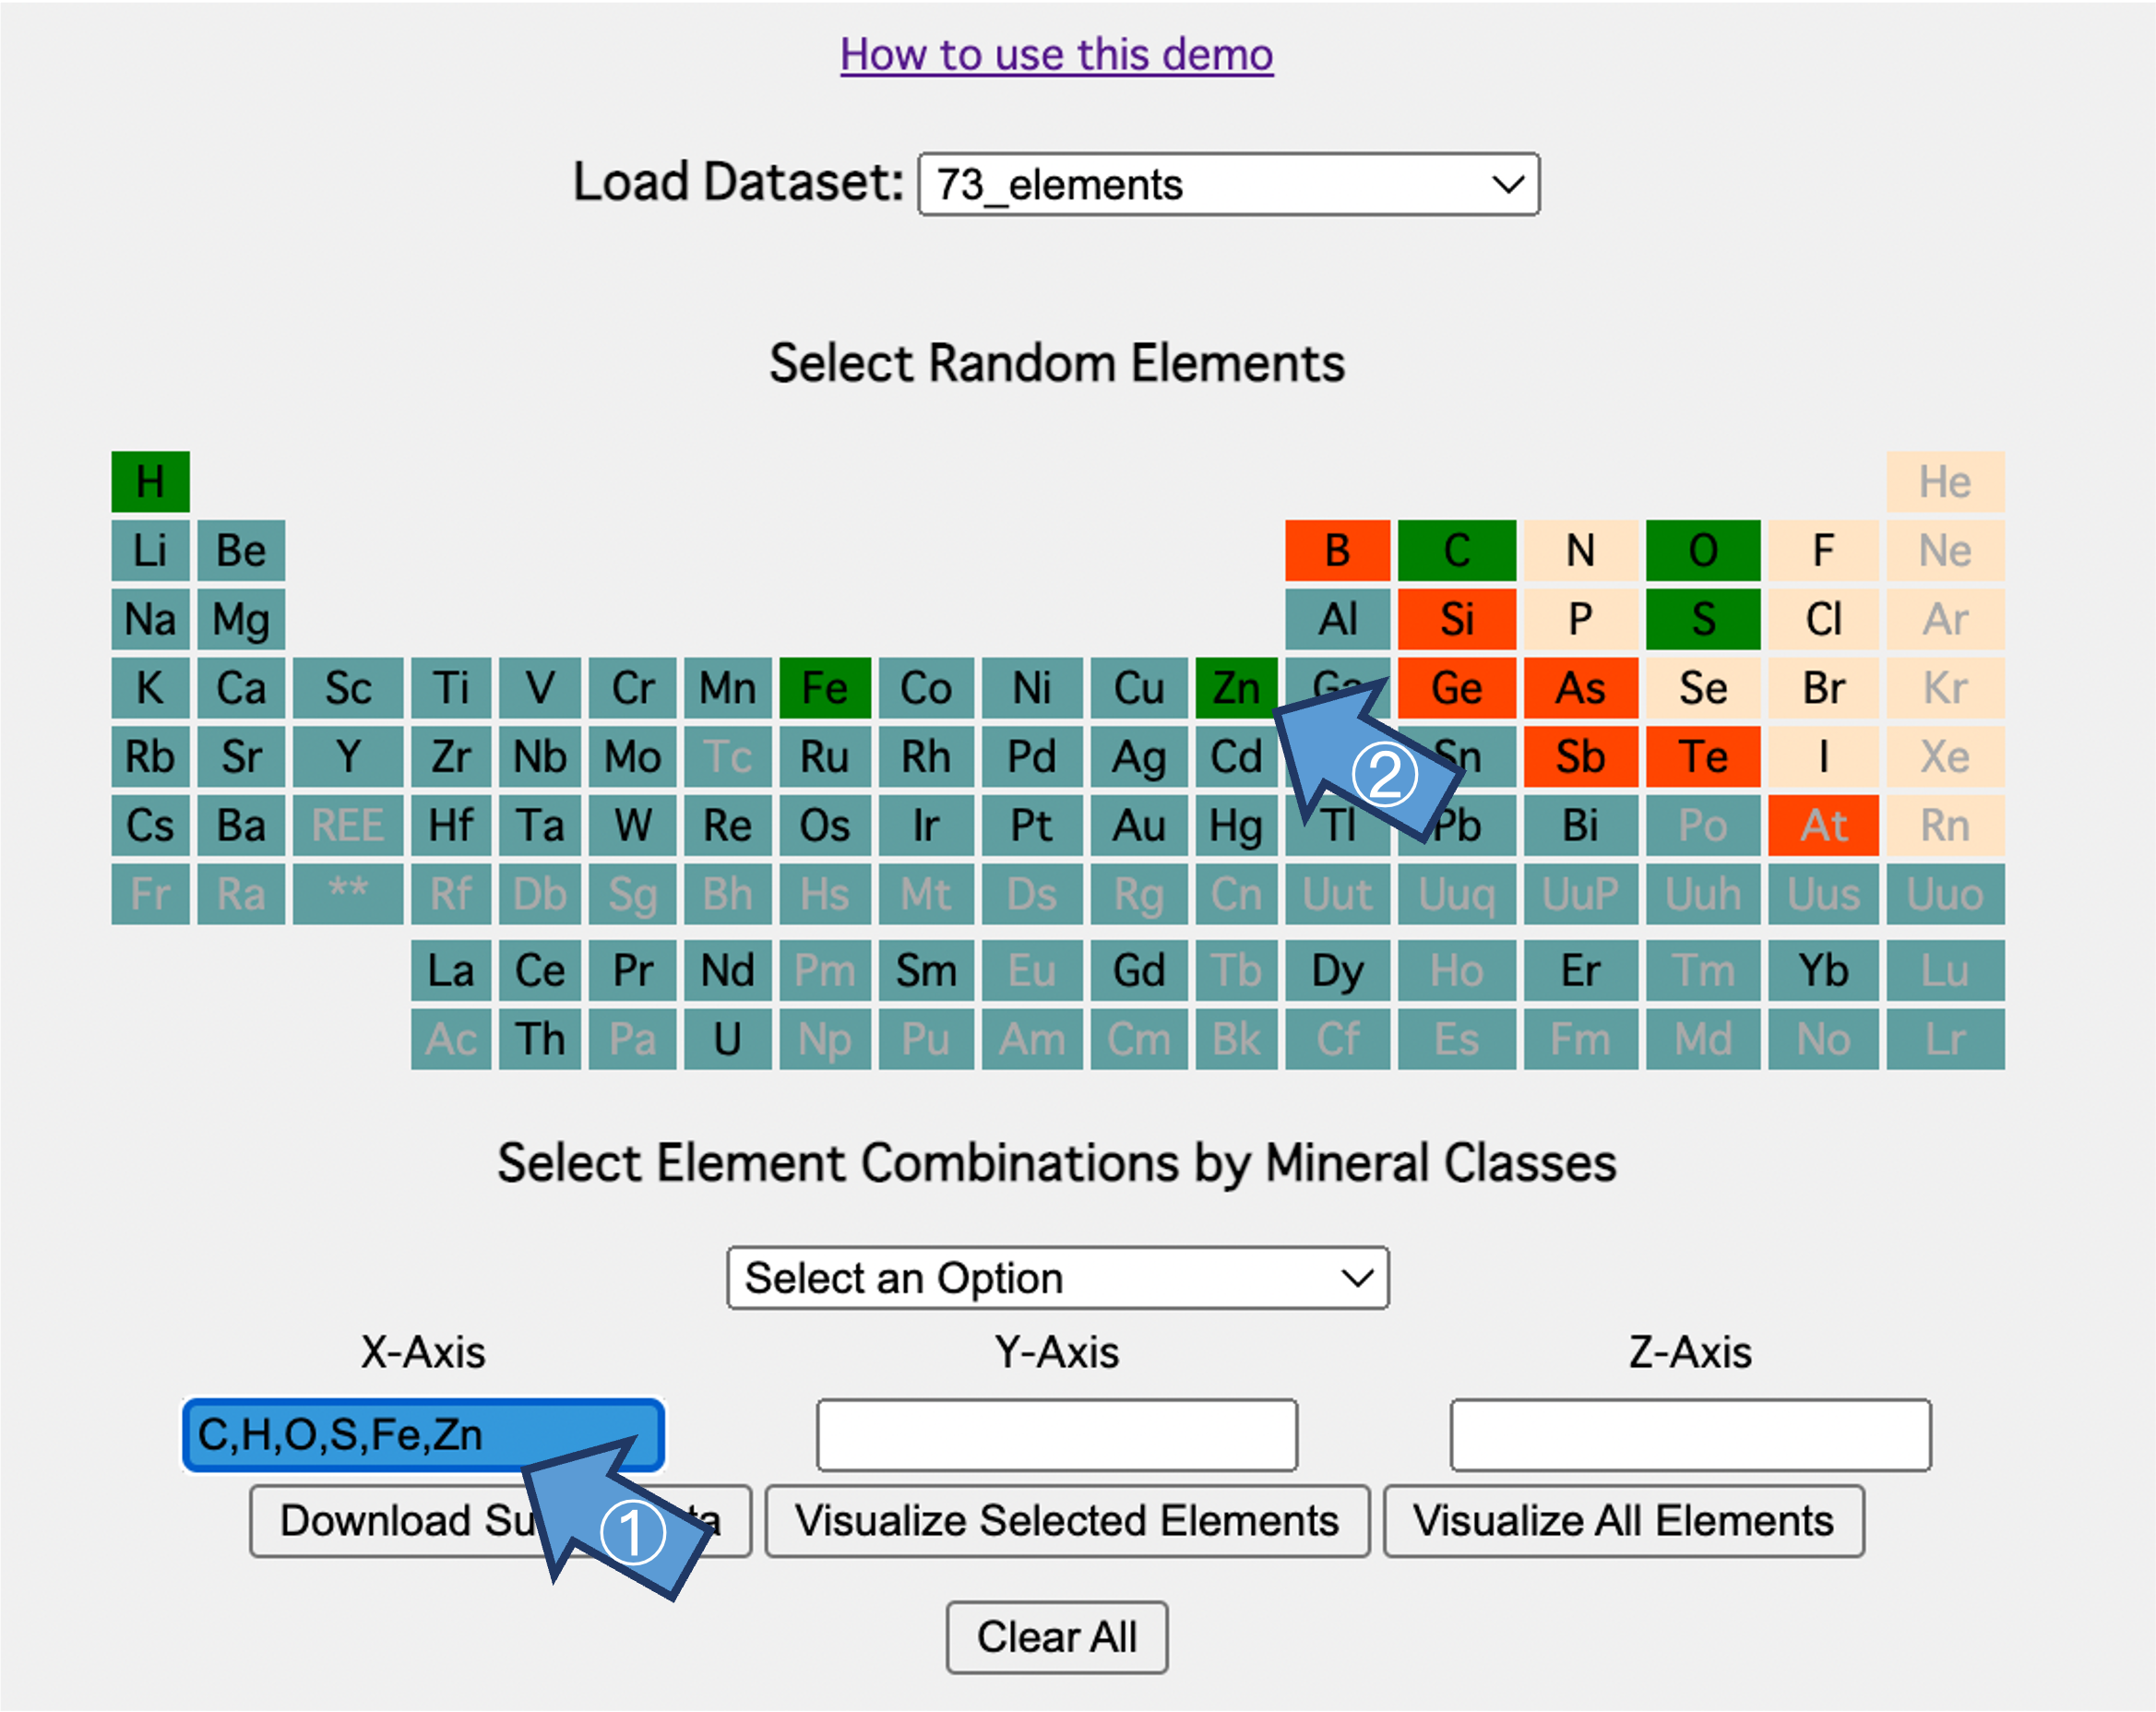 How to use this demo
Load Dataset: 73_elements
Select Random Elements
H He
Li Be B C N O F Ne
Na Mg Al Si P S Cl Ar
K Ca Sc Ti V Cr Mn Fe Co Ni Cu Zn Ga Ge As Se Br Kr
Rb Sr Y Zr Nb Mo Tc Ru Rh Pd Ag Cd Sn Sb Te I Xe
Cs Ba REE Hf Ta W Re Os Ir Pt Au Hg Tl Pb Bi Po At Rn
Fr Ra ** Rf Db Sg Bh Hs Mt Ds Rg Cn Uut Uuq UuP Uuh Uus Uuo
La Ce Pr Nd Pm Sm Eu Gd Tb Dy Ho Er Tm Yb Lu
Ac Th Pa U Np Pu Am Cm Bk Cf Es Fm Md No Lr
②
Select Element Combinations by Mineral Classes
Select an Option
X-Axis Y-Axis Z-Axis
C,H,O,S,Fe,Zn
Download Visualize Selected Elements Visualize All Elements
①
Clear All